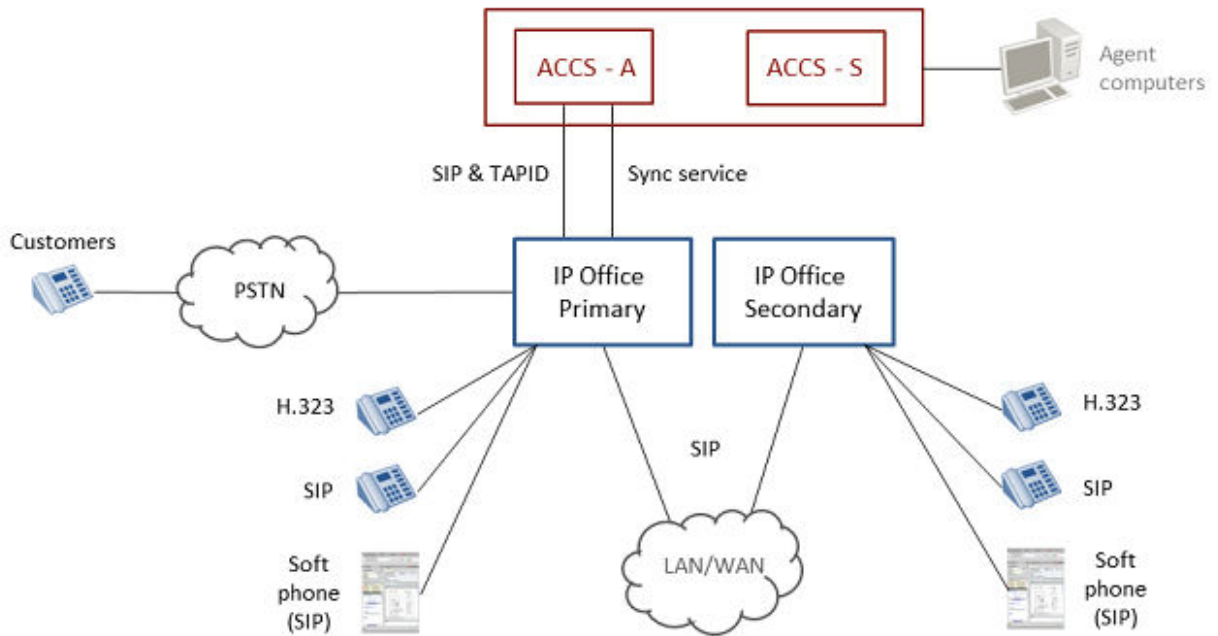 ACCS - A
ACCS - S
Agent
computers
SIP & TAPID
Sync service
Customers
PSTN
IP Office
Primary
IP Office
Secondary
H.323
H.323
SIP
SIP
SIP
LAN/WAN
Soft
phone
(SIP)
Soft
phone
(SIP)